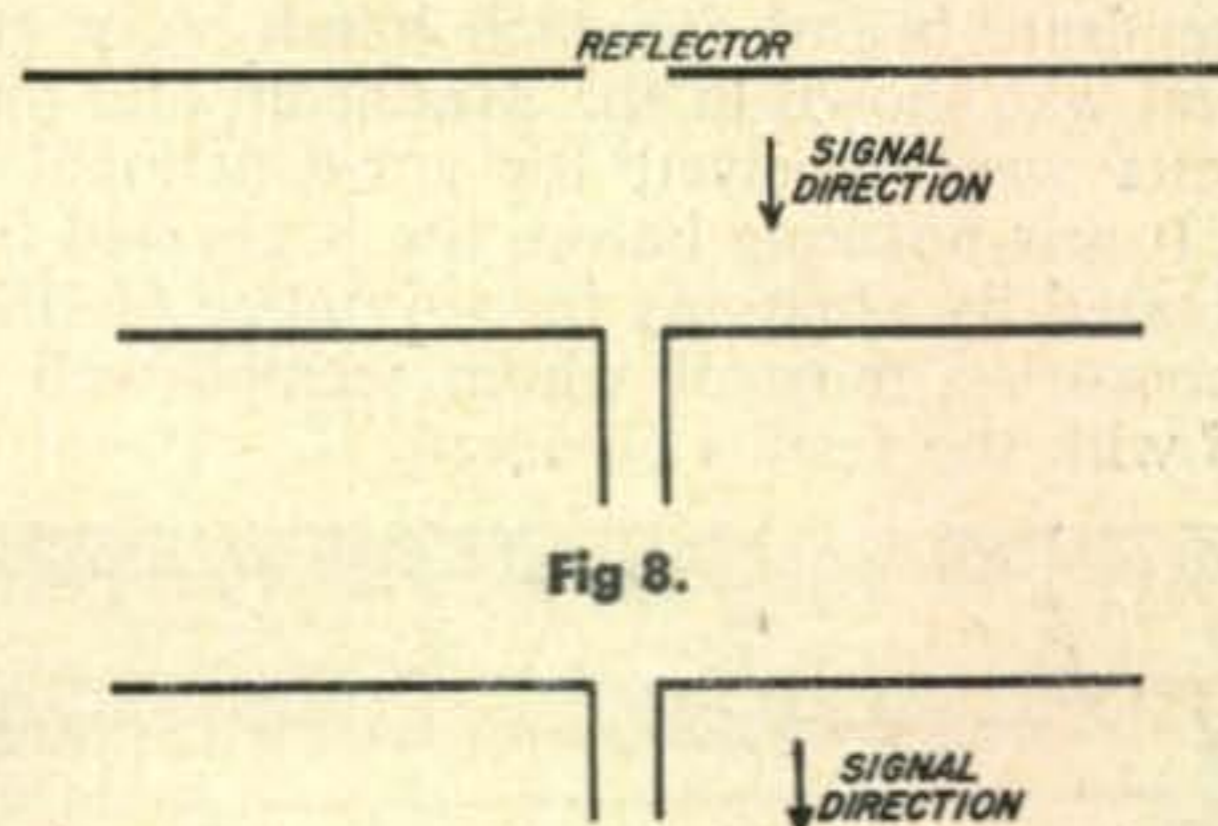 REFLECTOR
SIGNAL
DIRECTION
Fig 8.
SIGNAL
DIRECTION